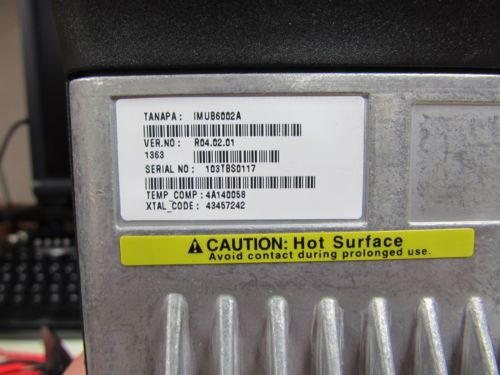 TANAPA: IMUB6002A
VER.NO: R04.02.01
1363
SERIAL NO: 103TBS0117
TEMP_COMP: 4A140058
XTAL_CODE: 43457242
CAUTION: Hot Surface
Avoid contact during prolonged use.